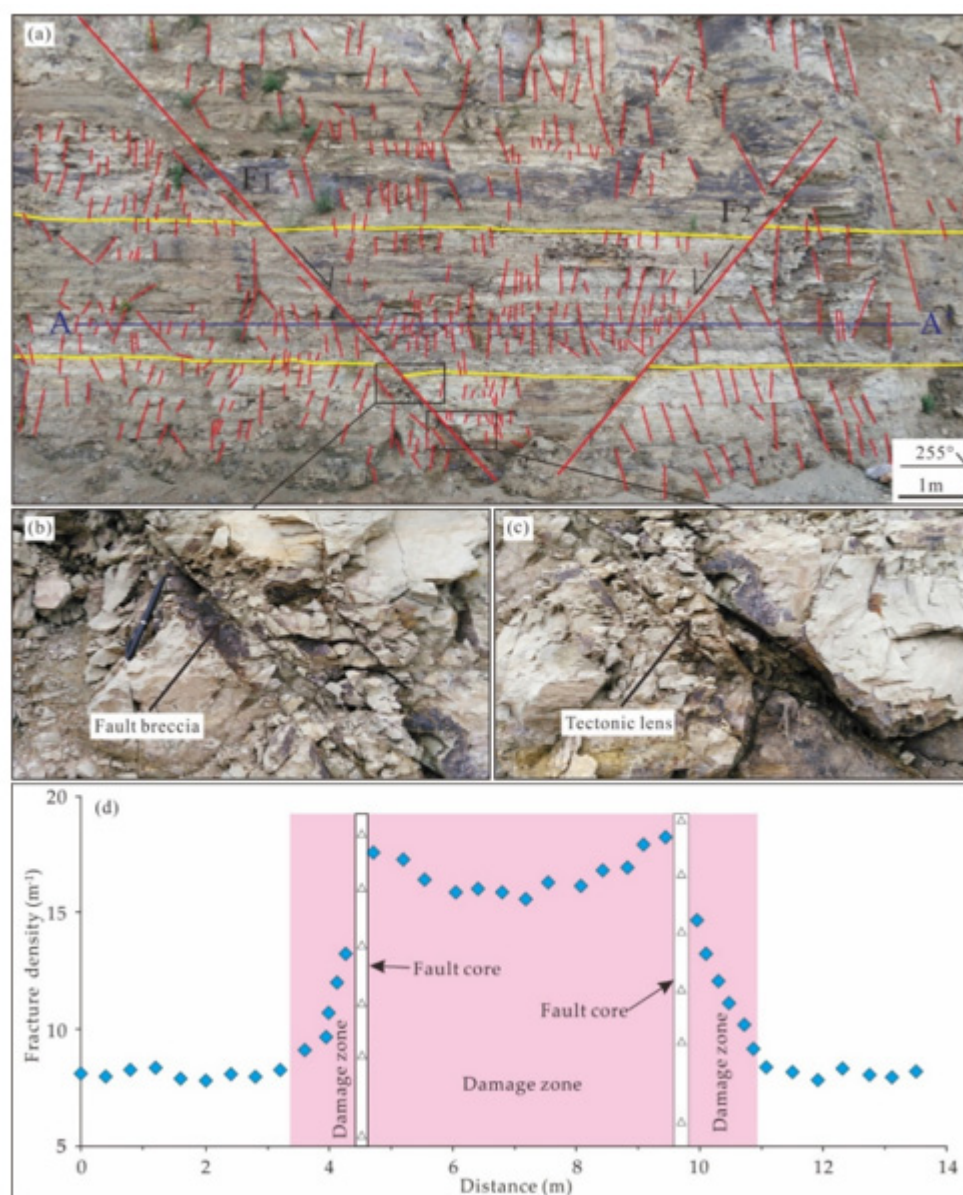 (a)
F1
F2
A
A'
255°
1m
(b)
(c)
Fault breccia
Tectonic lens
(d)
20
15
10
5
Fracture density (m⁻¹)
Fault core
Fault core
Damage zone
Damage zone
Damage zone
0
2
4
6
8
10
12
14
Distance (m)